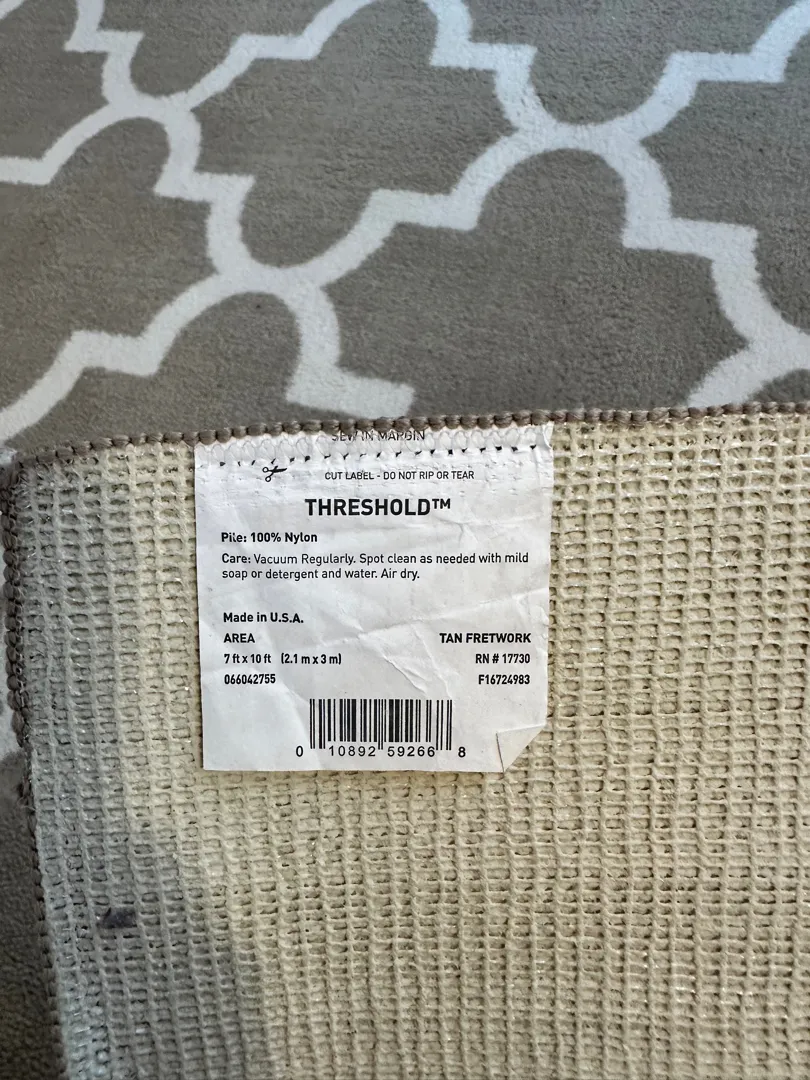 SEW IN MARGIN
CUT LABEL - DO NOT RIP OR TEAR
THRESHOLD™
Pile: 100% Nylon
Care: Vacuum Regularly. Spot clean as needed with mild
soap or detergent and water. Air dry.
Made in U.S.A.
AREA TAN FRETWORK
7 ft x 10 ft (2.1 m x 3 m) RN # 17730
066042755 F16724983
0 10892 59266 8